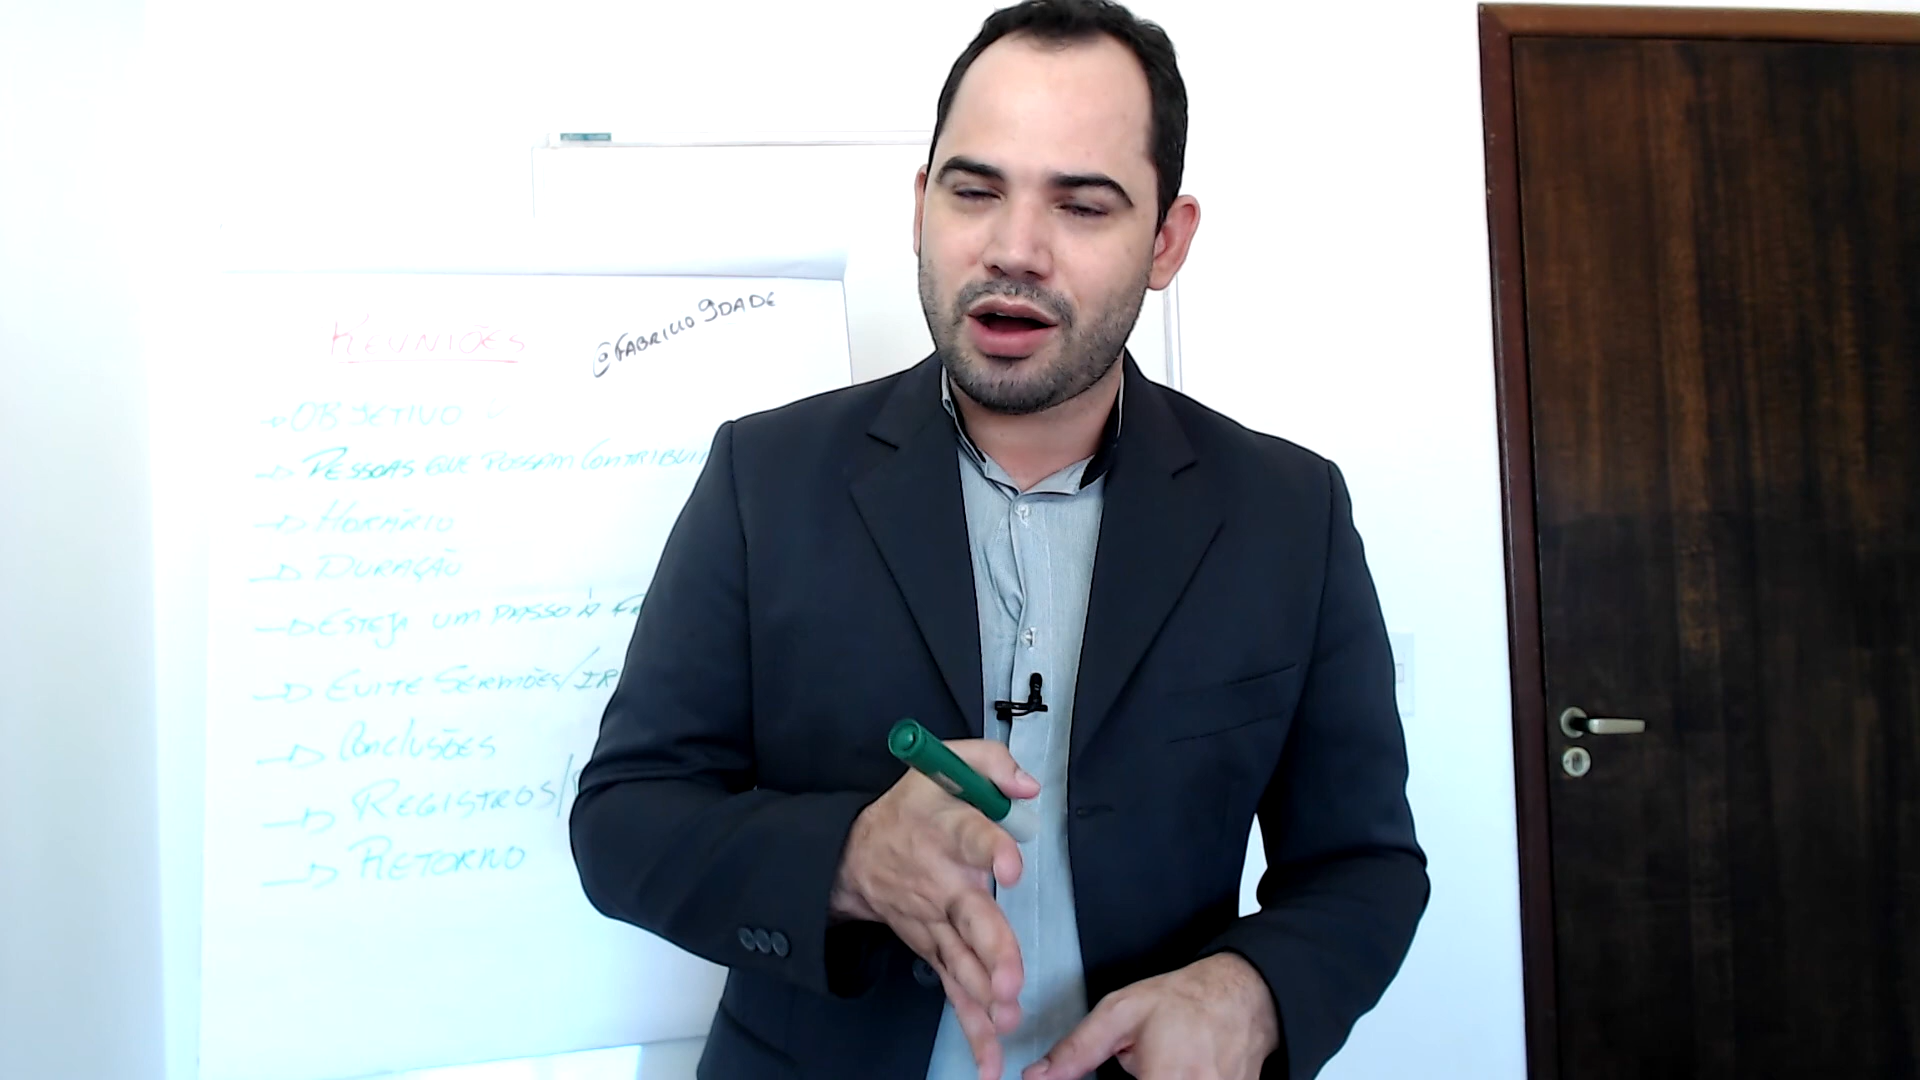 REUNIÕES
@FABRICIO9DADE
OBJETIVO
PESSOAS QUE POSSAM CONTRIBUIR
HORÁRIO
DURAÇÃO
ESTEJA UM PASSO À
EVITE SERMÕES/
CONCLUSÕES
REGISTROS/
RETORNO